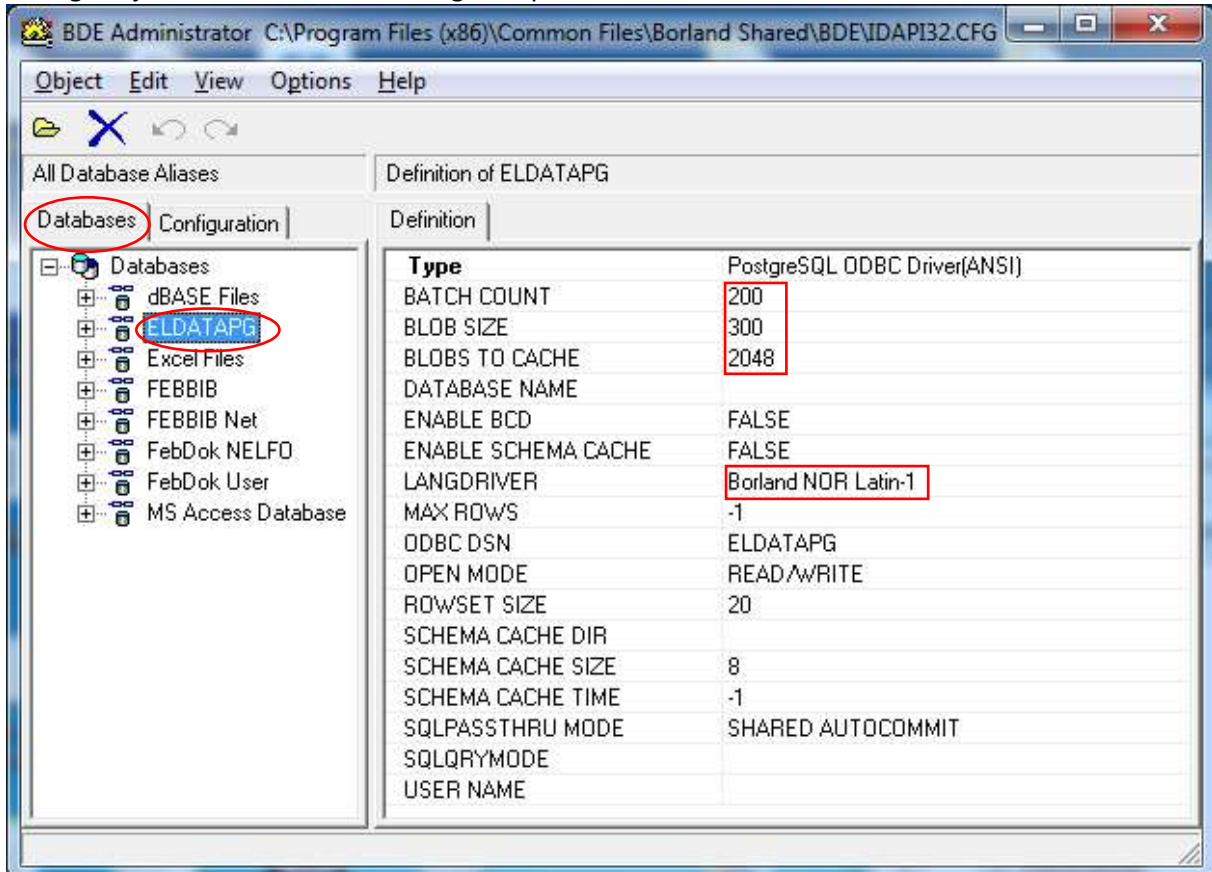 BDE Administrator C:\Program Files (x86)\Common Files\Borland Shared\BDE\IDAPI32.CFG
Object Edit View Options Help
All Database Aliases Definition of ELDATAPG
Databases Configuration Definition
Databases Type PostgreSQL ODBC Driver(ANSI)
dBASE Files BATCH COUNT 200
ELDATAPG BLOB SIZE 300
Excel Files BLOBS TO CACHE 2048
FEBBIB DATABASE NAME
FEBBIB Net ENABLE BCD FALSE
FebDok NELFO ENABLE SCHEMA CACHE FALSE
FebDok User LANGDRIVER Borland NOR Latin-1
MS Access Database MAX ROWS -1
ODBC DSN ELDATAPG
OPEN MODE READ/WRITE
ROWSET SIZE 20
SCHEMA CACHE DIR
SCHEMA CACHE SIZE 8
SCHEMA CACHE TIME -1
SQLPASSTHRU MODE SHARED AUTOCOMMIT
SQLQRYMODE
USER NAME